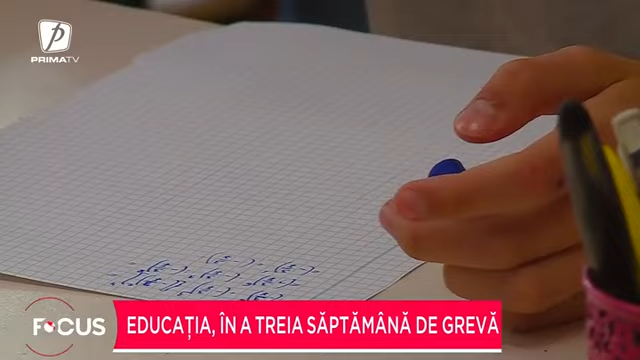 PRIMATV
FOCUS
EDUCAȚIA, ÎN A TREIA SĂPTĂMÂNĂ DE GREVĂ